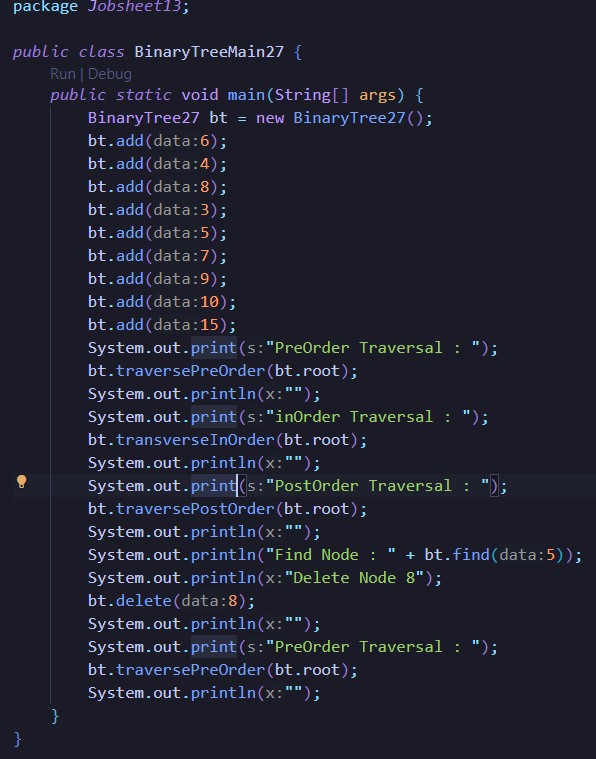 package Jobsheet13;
public class BinaryTreeMain27 {
Run | Debug
public static void main(String[] args) {
BinaryTree27 bt = new BinaryTree27();
bt.add(data:6);
bt.add(data:4);
bt.add(data:8);
bt.add(data:3);
bt.add(data:5);
bt.add(data:7);
bt.add(data:9);
bt.add(data:10);
bt.add(data:15);
System.out.print(s:"PreOrder Traversal : ");
bt.traversePreOrder(bt.root);
System.out.println(x:"");
System.out.print(s:"inOrder Traversal : ");
bt.transverseInOrder(bt.root);
System.out.println(x:"");
System.out.print(s:"PostOrder Traversal : ");
bt.traversePostOrder(bt.root);
System.out.println(x:"");
System.out.println("Find Node : " + bt.find(data:5));
System.out.println(x:"Delete Node 8");
bt.delete(data:8);
System.out.println(x:"");
System.out.print(s:"PreOrder Traversal : ");
bt.traversePreOrder(bt.root);
System.out.println(x:"");
}
}